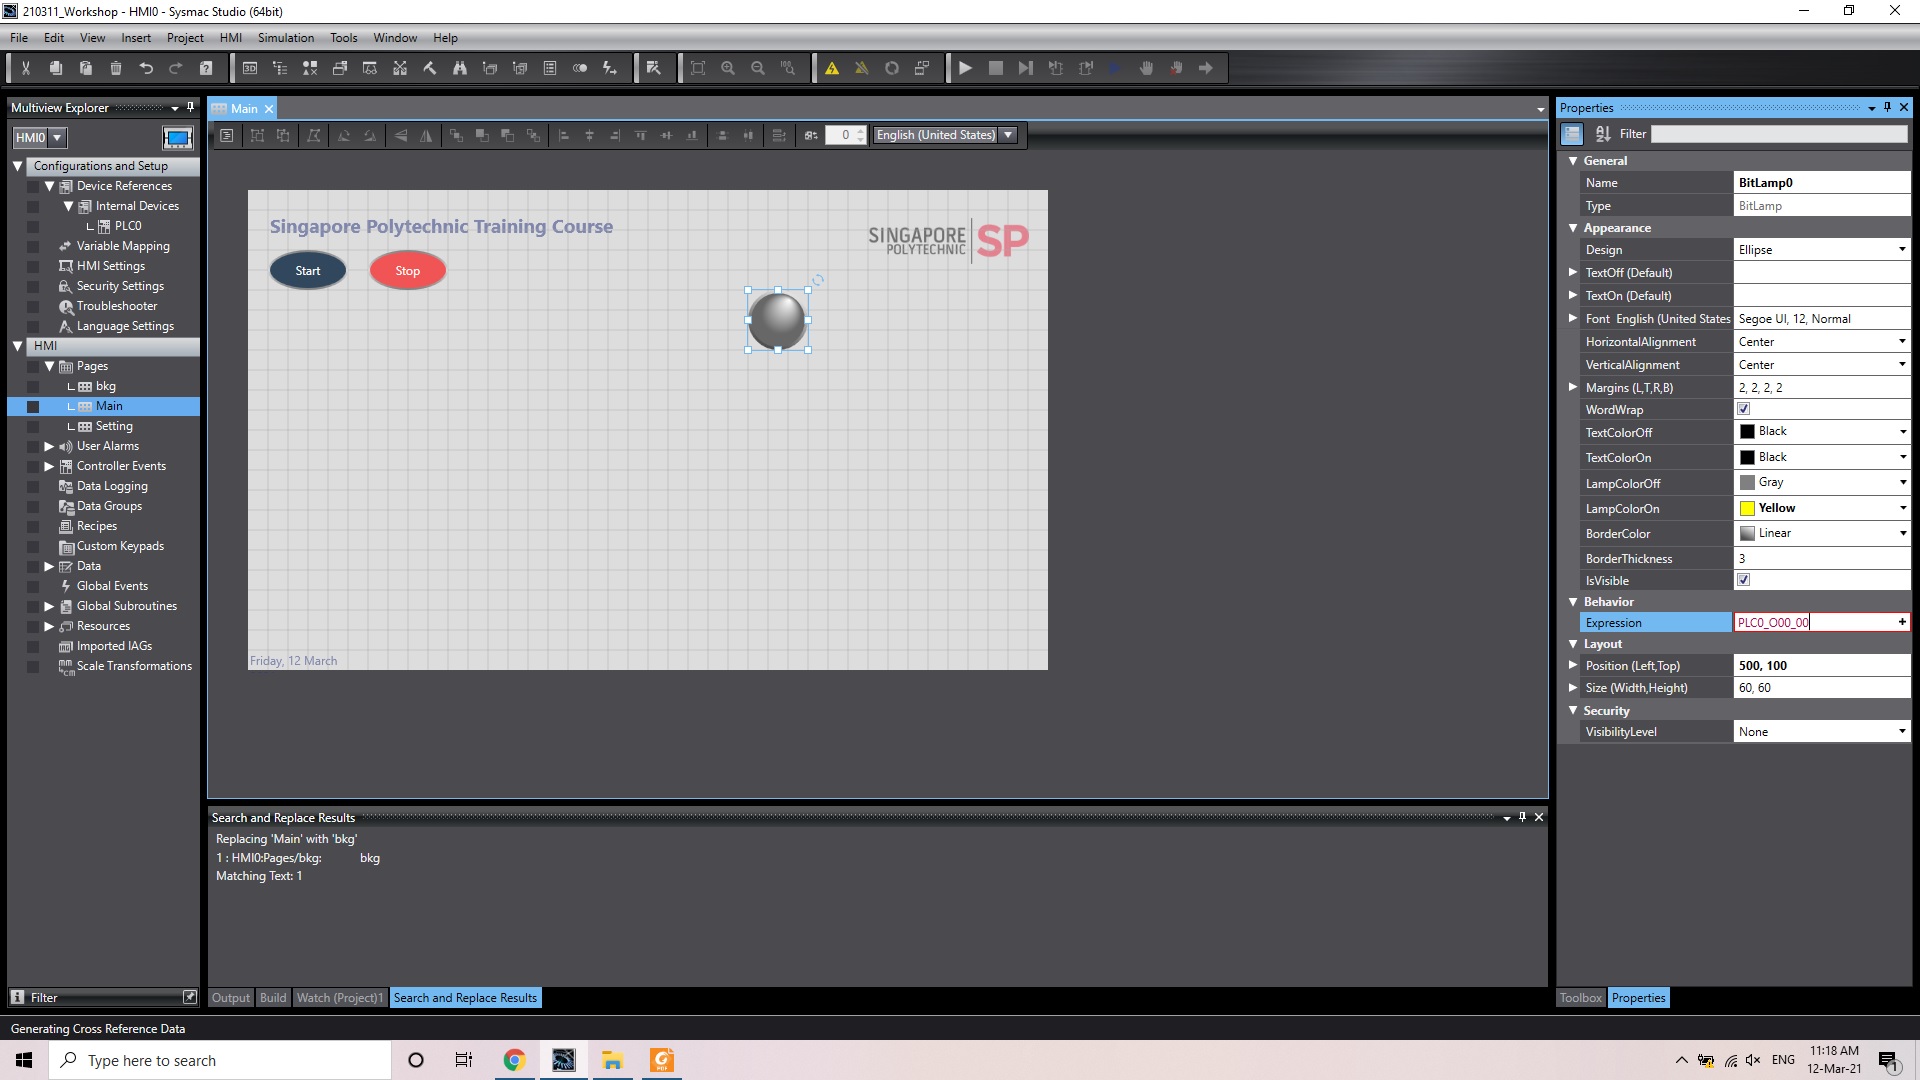 210311_Workshop - HMI0 - Sysmac Studio (64bit)
File Edit View Insert Project HMI Simulation Tools Window Help
Multiview Explorer
HMI0
Configurations and Setup
Device References
Internal Devices
PLC0
Variable Mapping
HMI Settings
Security Settings
Troubleshooter
Language Settings
HMI
Pages
bkg
Main
Setting
User Alarms
Controller Events
Data Logging
Data Groups
Recipes
Custom Keypads
Data
Global Events
Global Subroutines
Resources
Imported IAGs
Scale Transformations
Filter
Main
0 English (United States)
Singapore Polytechnic Training Course
SINGAPORE
POLYTECHNIC
SP
Start Stop
Friday, 12 March
Search and Replace Results
Replacing 'Main' with 'bkg'
1 : HMI0:Pages/bkg: bkg
Matching Text: 1
Output Build Watch (Project)1 Search and Replace Results
Properties
Filter
General
Name BitLamp0
Type BitLamp
Appearance
Design Ellipse
TextOff (Default)
TextOn (Default)
Font English (United States Segoe UI, 12, Normal
HorizontalAlignment Center
VerticalAlignment Center
Margins (L,T,R,B) 2, 2, 2, 2
WordWrap
TextColorOff Black
TextColorOn Black
LampColorOff Gray
LampColorOn Yellow
BorderColor Linear
BorderThickness 3
IsVisible
Behavior
Expression PLC0_O00_00
Layout
Position (Left,Top) 500, 100
Size (Width,Height) 60, 60
Security
VisibilityLevel None
Toolbox Properties
Generating Cross Reference Data
Type here to search
ENG
11:18 AM
12-Mar-21
1